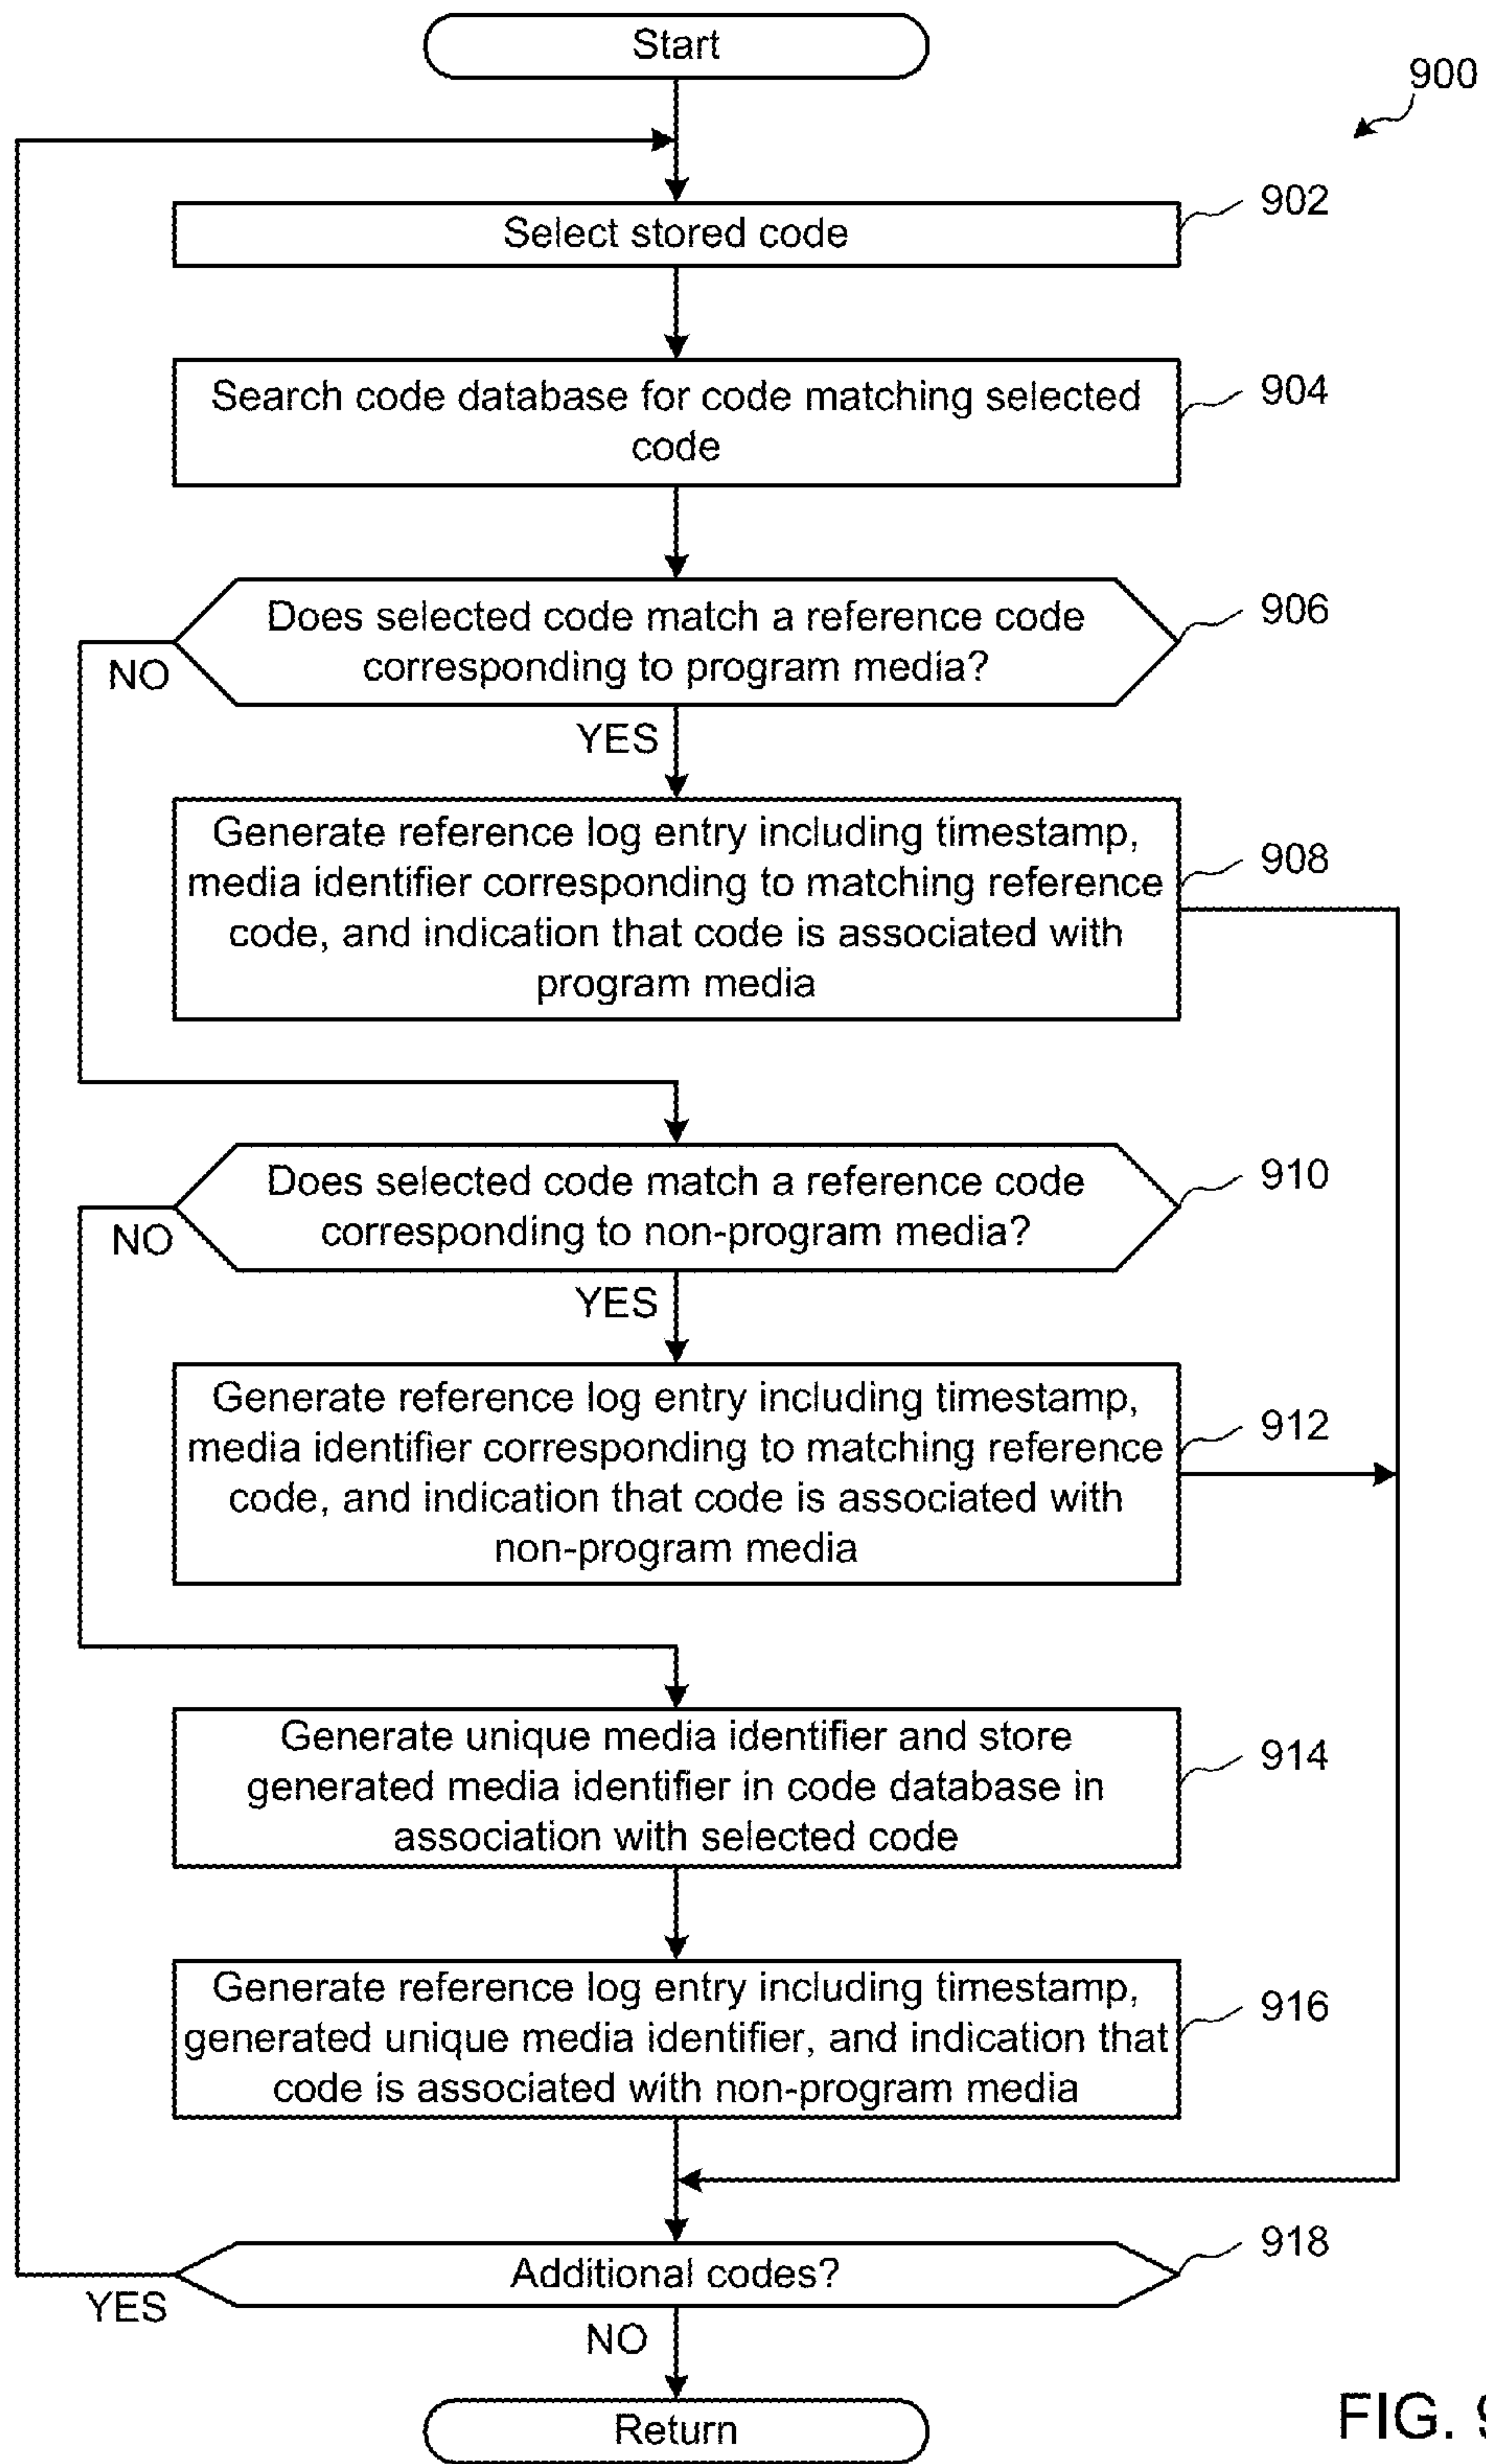 Start
900
Select stored code
902
Search code database for code matching selected
code
904
Does selected code match a reference code
corresponding to program media?
906
NO
YES
Generate reference log entry including timestamp,
media identifier corresponding to matching reference
code, and indication that code is associated with
program media
908
Does selected code match a reference code
corresponding to non-program media?
910
NO
YES
Generate reference log entry including timestamp,
media identifier corresponding to matching reference
code, and indication that code is associated with
non-program media
912
Generate unique media identifier and store
generated media identifier in code database in
association with selected code
914
Generate reference log entry including timestamp,
generated unique media identifier, and indication that
code is associated with non-program media
916
Additional codes?
918
YES
NO
Return
FIG. 9